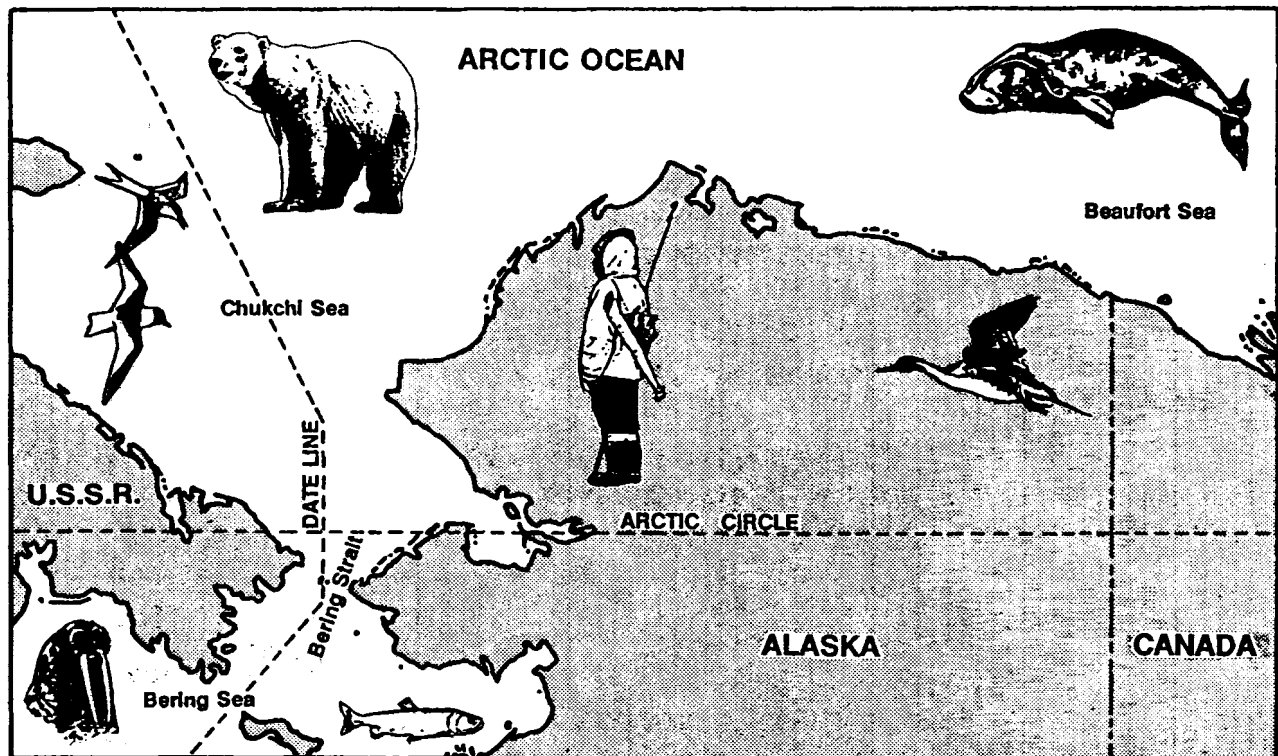 ARCTIC OCEAN
Beaufort Sea
Chukchi Sea
DATE LINE
U.S.S.R.
ARCTIC CIRCLE
Bering Strait
ALASKA
CANADA
Bering Sea